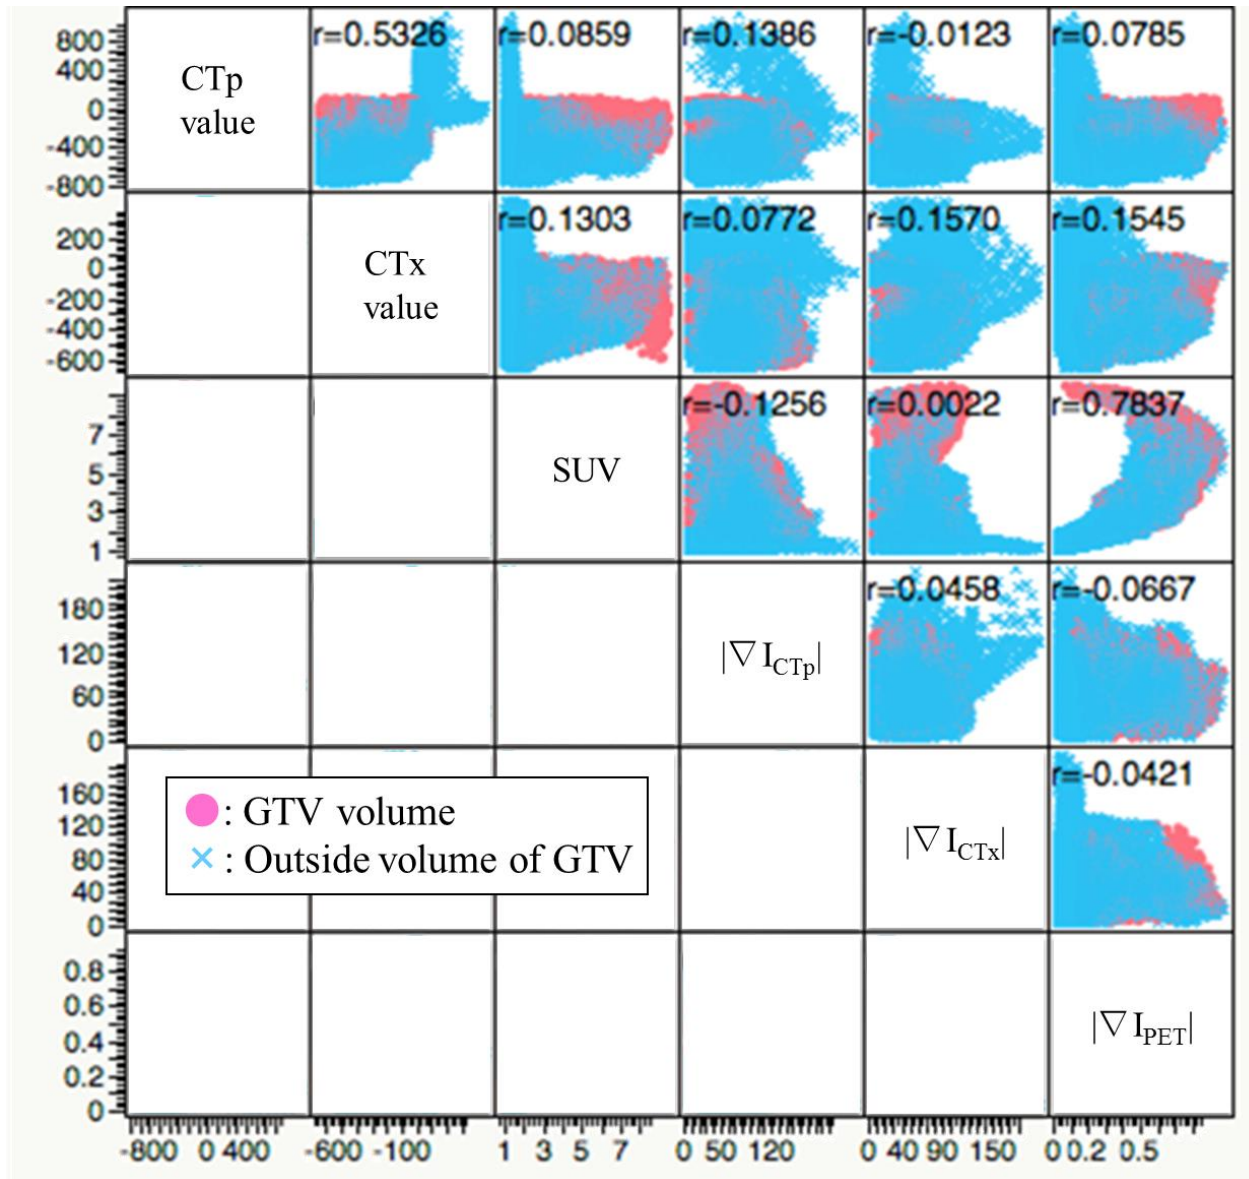 800
400
0
-400
-800
CTp
value
r=0.5326
r=0.0859
r=0.1386
r=-0.0123
r=0.0785
200
0
-200
-400
-600
CTx
value
r=0.1303
r=0.0772
r=0.1570
r=0.1545
7
5
3
1
SUV
r=-0.1256
r=0.0022
r=0.7837
180
120
60
0
|∇I_CTp|
r=0.0458
r=-0.0667
160
120
80
40
0
: GTV volume
: Outside volume of GTV
|∇I_CTx|
r=-0.0421
0.8
0.6
0.4
0.2
0
|∇I_PET|
-800 0 400 -600 -100 1 3 5 7 0 50 120 0 40 90 150 0 0.2 0.5